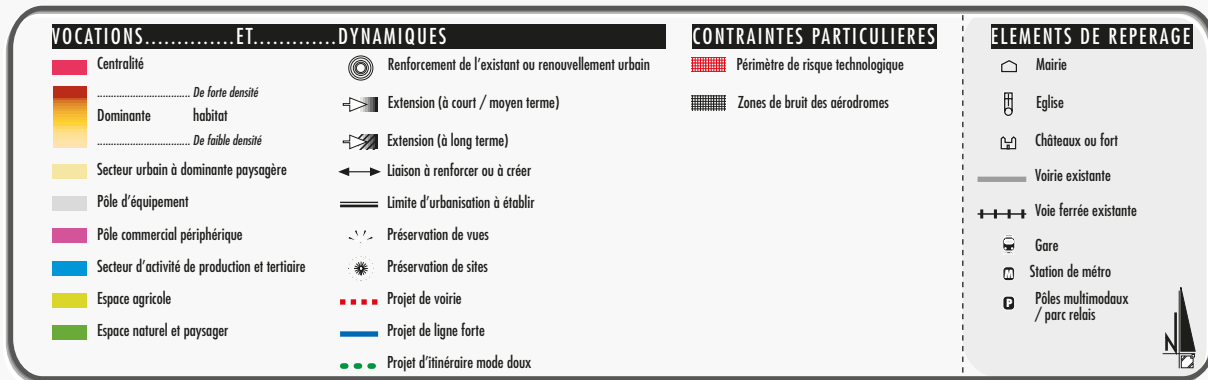 VOCATIONS..............ET.............DYNAMIQUES
Centralité
............................... De forte densité
Dominante habitat
............................... De faible densité
Secteur urbain à dominante paysagère
Pôle d'équipement
Pôle commercial périphérique
Secteur d'activité de production et tertiaire
Espace agricole
Espace naturel et paysager
Renforcement de l'existant ou renouvellement urbain
Extension (à court / moyen terme)
Extension (à long terme)
Liaison à renforcer ou à créer
Limite d'urbanisation à établir
Préservation de vues
Préservation de sites
Projet de voirie
Projet de ligne forte
Projet d'itinéraire mode doux
CONTRAINTES PARTICULIERES
Périmètre de risque technologique
Zones de bruit des aérodromes
ELEMENTS DE REPERAGE
Mairie
Eglise
Châteaux ou fort
Voirie existante
Voie ferrée existante
Gare
M Station de métro
P Pôles multimodaux
/ parc relais
N